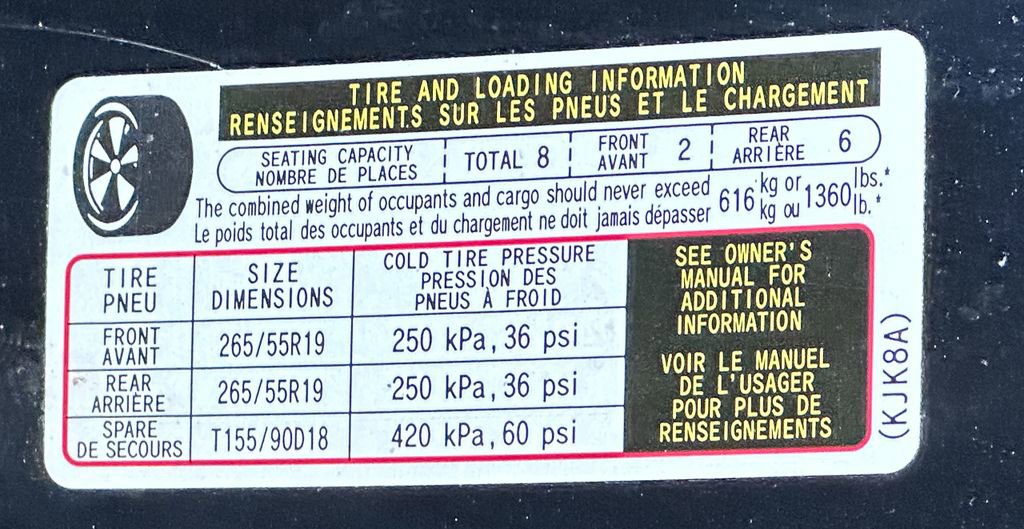 TIRE AND LOADING INFORMATION
RENSEIGNEMENTS SUR LES PNEUS ET LE CHARGEMENT
SEATING CAPACITY
NOMBRE DE PLACES
TOTAL 8
FRONT
AVANT
2
REAR
ARRIÈRE
6
The combined weight of occupants and cargo should never exceed
Le poids total des occupants et du chargement ne doit jamais dépasser
616 kg or 1360 lbs.*
kg ou lb.*
TIRE
PNEU
SIZE
DIMENSIONS
COLD TIRE PRESSURE
PRESSION DES
PNEUS À FROID
FRONT
AVANT
265/55R19
250 kPa, 36 psi
REAR
ARRIÈRE
265/55R19
250 kPa, 36 psi
SPARE
DE SECOURS
T155/90D18
420 kPa, 60 psi
SEE OWNER'S
MANUAL FOR
ADDITIONAL
INFORMATION
VOIR LE MANUEL
DE L'USAGER
POUR PLUS DE
RENSEIGNEMENTS
(KJK8A)